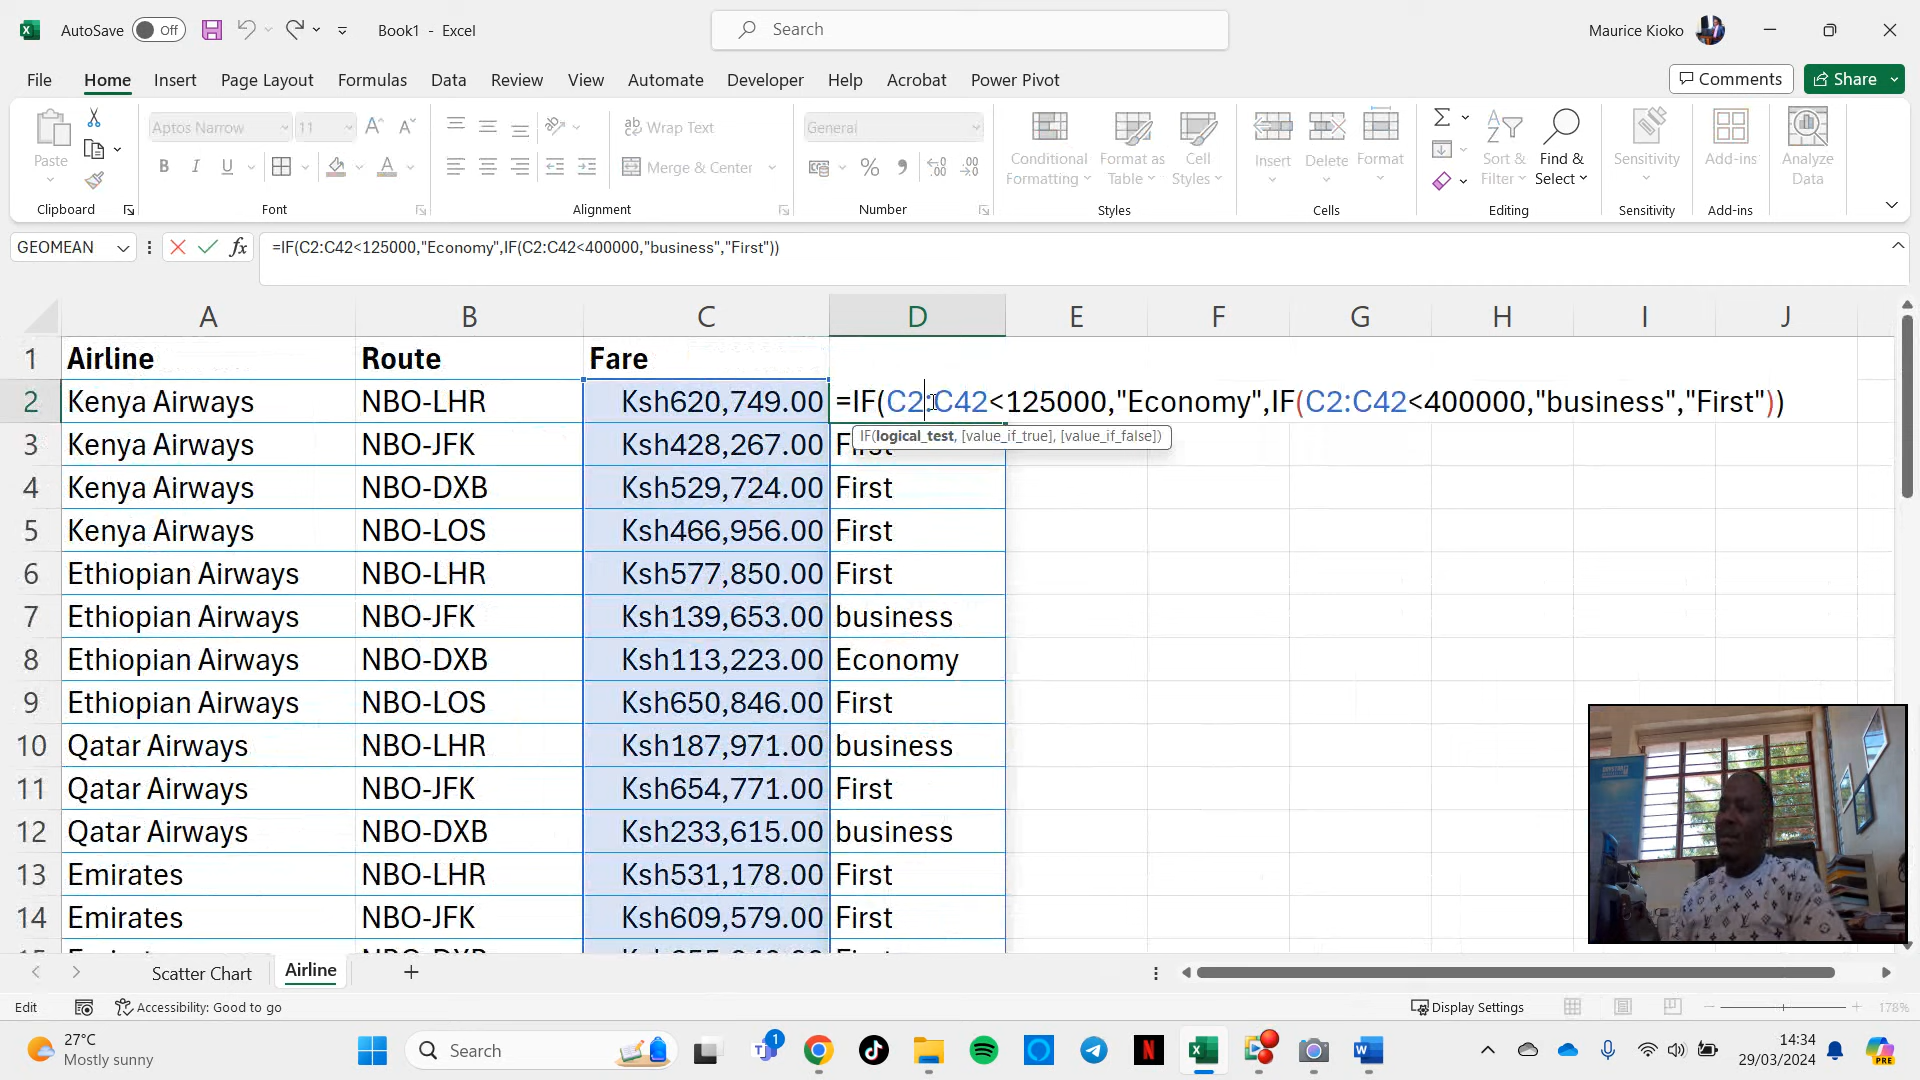 AutoSave Off Book1 - Excel Search Maurice Kioko
File Home Insert Page Layout Formulas Data Review View Automate Developer Help Acrobat Power Pivot Comments Share
Paste
Aptos Narrow 11
B I U
Wrap Text
Merge & Center
General
Conditional Formatting
Format as Table
Cell Styles
Insert Delete Format
Sort & Filter
Find & Select
Sensitivity
Add-ins
Analyze Data
Clipboard Font Alignment Number Styles Cells Editing Sensitivity Add-ins
GEOMEAN fx =IF(C2:C42<125000,"Economy",IF(C2:C42<400000,"business","First"))
A B C D E F G H I J
1 Airline Route Fare
2 Kenya Airways NBO-LHR Ksh620,749.00 =IF(C2:C42<125000,"Economy",IF(C2:C42<400000,"business","First"))
IF(logical_test, [value_if_true], [value_if_false])
3 Kenya Airways NBO-JFK Ksh428,267.00 First
4 Kenya Airways NBO-DXB Ksh529,724.00 First
5 Kenya Airways NBO-LOS Ksh466,956.00 First
6 Ethiopian Airways NBO-LHR Ksh577,850.00 First
7 Ethiopian Airways NBO-JFK Ksh139,653.00 business
8 Ethiopian Airways NBO-DXB Ksh113,223.00 Economy
9 Ethiopian Airways NBO-LOS Ksh650,846.00 First
10 Qatar Airways NBO-LHR Ksh187,971.00 business
11 Qatar Airways NBO-JFK Ksh654,771.00 First
12 Qatar Airways NBO-DXB Ksh233,615.00 business
13 Emirates NBO-LHR Ksh531,178.00 First
14 Emirates NBO-JFK Ksh609,579.00 First
Scatter Chart Airline
Edit Accessibility: Good to go Display Settings 178%
27°C
Mostly sunny
Search
1
14:34
29/03/2024
PRE